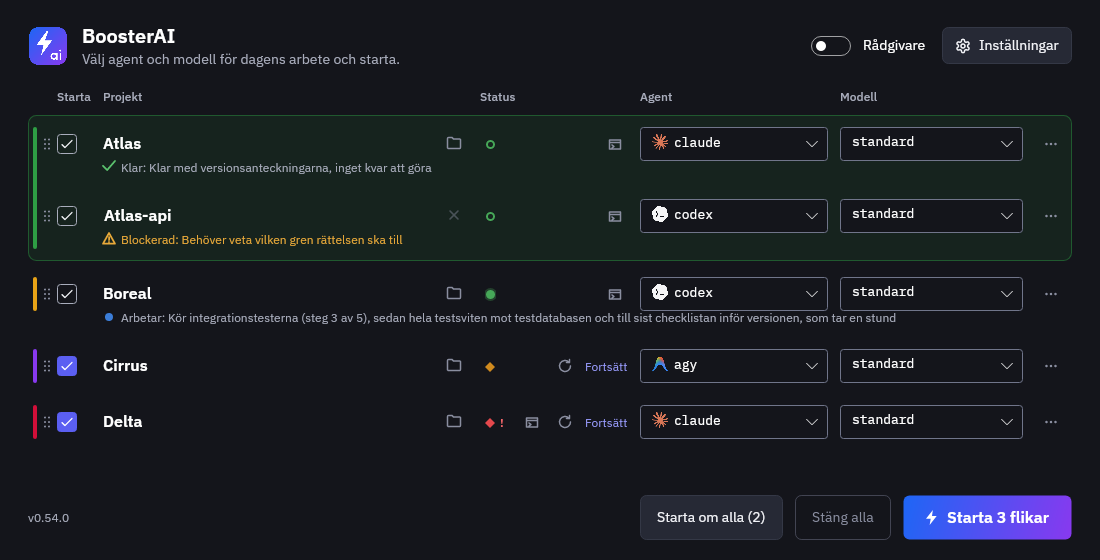 ai
BoosterAI
Välj agent och modell för dagens arbete och starta.
Rådgivare
Inställningar
Starta Projekt Status Agent Modell
Atlas claude standard
Klar: Klar med versionsanteckningarna, inget kvar att göra
Atlas-api codex standard
Blockerad: Behöver veta vilken gren rättelsen ska till
Boreal codex standard
Arbetar: Kör integrationstesterna (steg 3 av 5), sedan hela testsviten mot testdatabasen och till sist checklistan inför versionen, som tar en stund
Cirrus Fortsätt agy standard
Delta ! Fortsätt claude standard
v0.54.0 Starta om alla (2) Stäng alla Starta 3 flikar